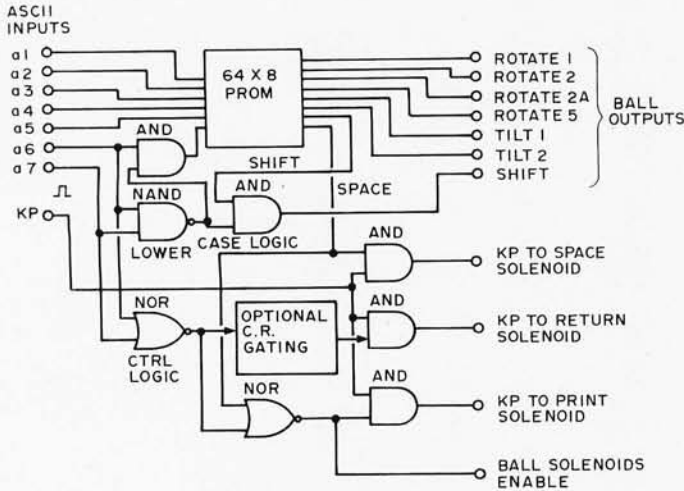 ASCII
INPUTS
a1
a2
a3
a4
a5
a6
a7
KP
64 X 8
PROM
AND
SHIFT
NAND
AND
SPACE
LOWER
CASE LOGIC
ROTATE 1
ROTATE 2
ROTATE 2A
ROTATE 5
TILT 1
TILT 2
SHIFT
BALL
OUTPUTS
AND
KP TO SPACE
SOLENOID
NOR
CTRL
LOGIC
OPTIONAL
C.R.
GATING
AND
KP TO RETURN
SOLENOID
NOR
AND
KP TO PRINT
SOLENOID
BALL SOLENOIDS
ENABLE